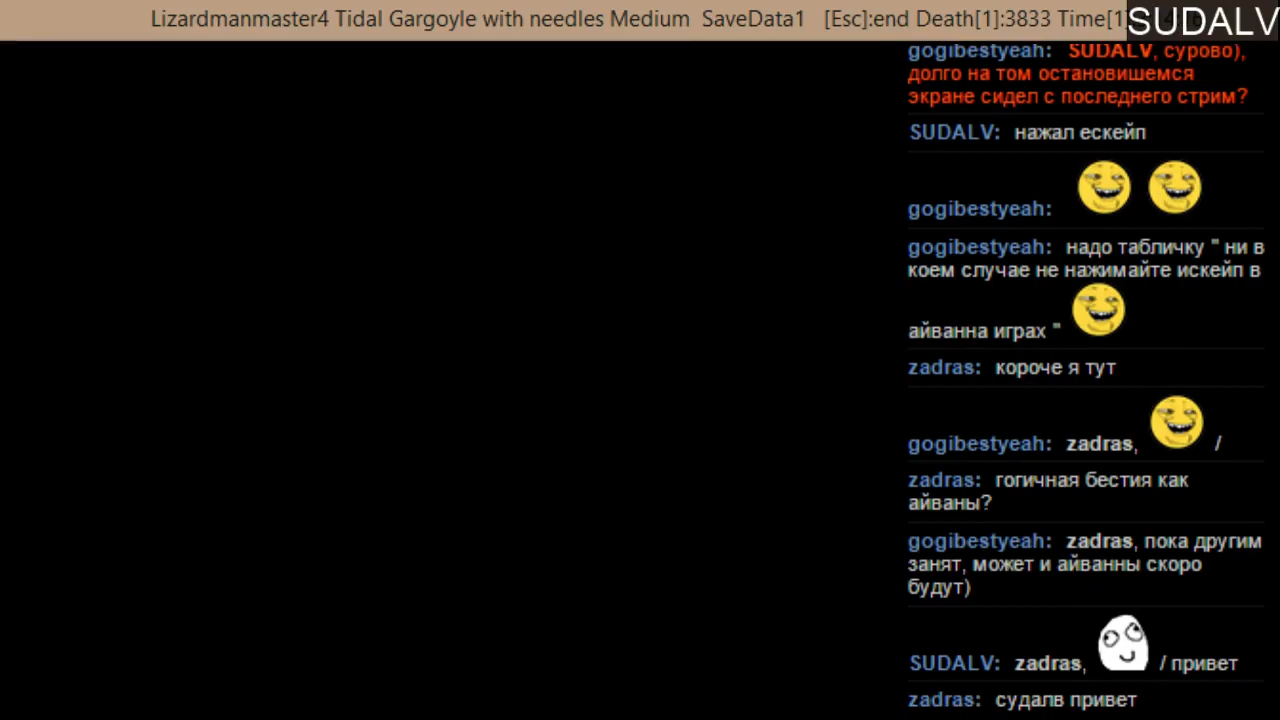 Lizardmanmaster4 Tidal Gargoyle with needles Medium SaveData1 [Esc]:end Death[1]:3833 Time[1]
SUDALV
gogibestyeah: SUDALV, сурово),
долго на том остановишемся
экране сидел с последнего стрим?
SUDALV: нажал ескейп
gogibestyeah:
gogibestyeah: надо табличку " ни в
коем случае не нажимайте искейп в
айванна играх "
zadras: короче я тут
gogibestyeah: zadras, /
zadras: гогичная бестия как
айваны?
gogibestyeah: zadras, пока другим
занят, может и айванны скоро
будут)
SUDALV: zadras, / привет
zadras: судалв привет